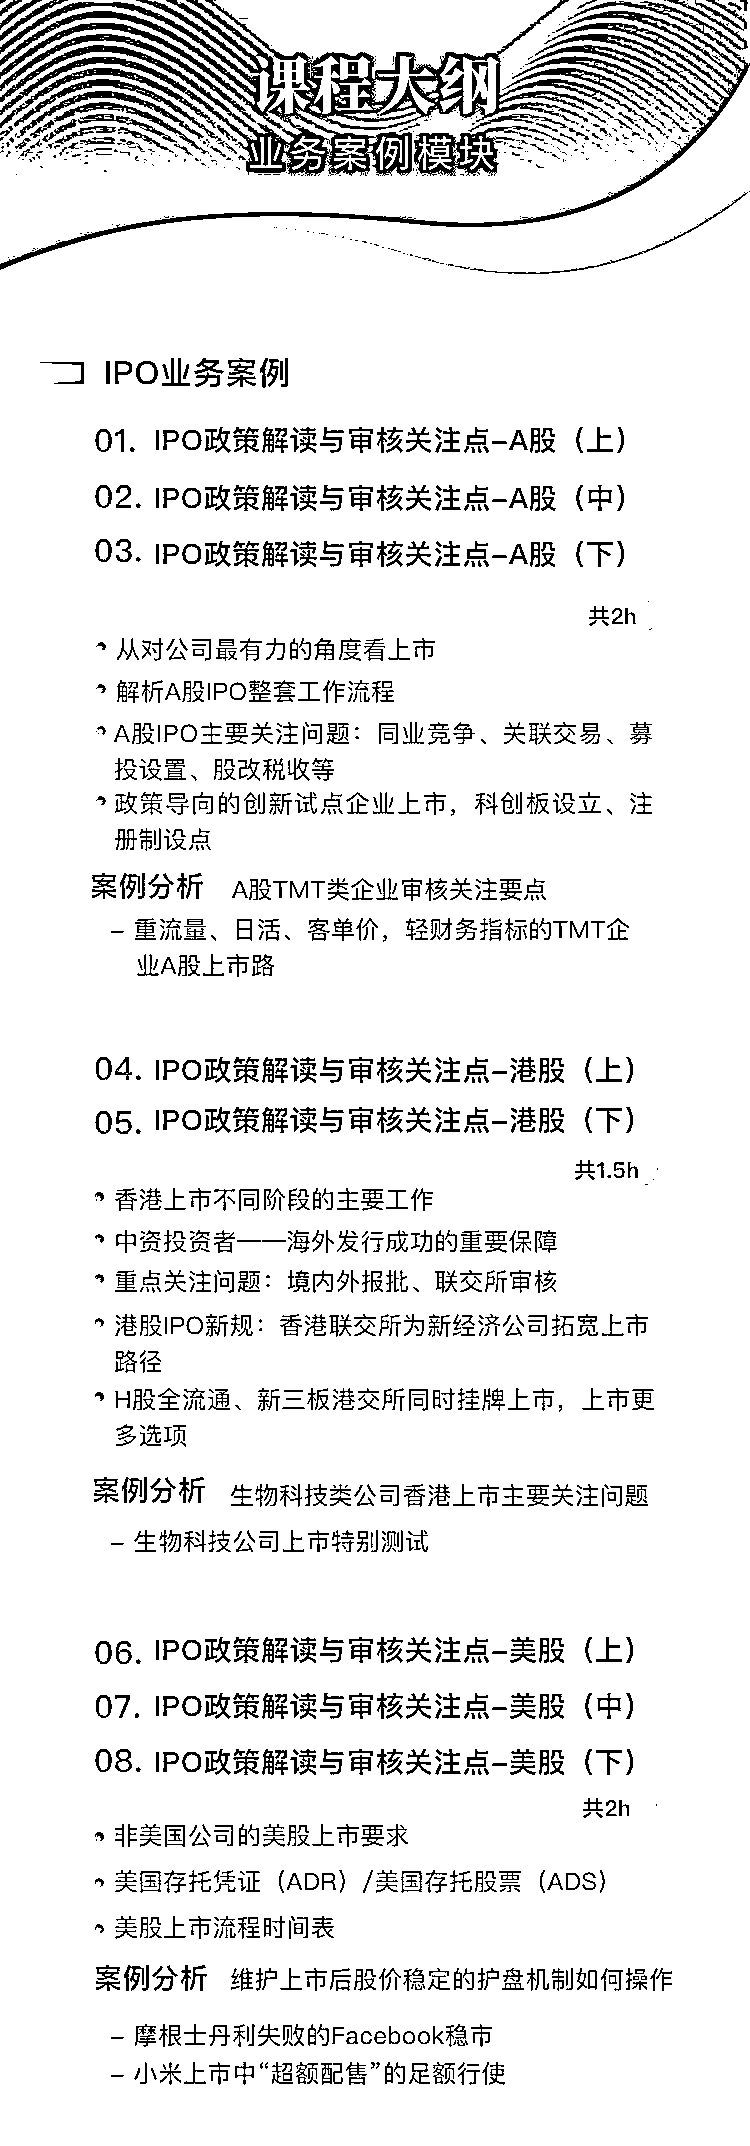 课程大纲
业务案例模块
IPO业务案例
01. IPO政策解读与审核关注点-A股（上）
02. IPO政策解读与审核关注点-A股（中）
03. IPO政策解读与审核关注点-A股（下）
共2h
从对公司最有力的角度看上市
解析A股IPO整套工作流程
A股IPO主要关注问题：同业竞争、关联交易、募
投设置、股改税收等
政策导向的创新试点企业上市，科创板设立、注
册制设点
案例分析 A股TMT类企业审核关注要点
- 重流量、日活、客单价，轻财务指标的TMT企
业A股上市路
04. IPO政策解读与审核关注点-港股（上）
05. IPO政策解读与审核关注点-港股（下）
共1.5h
香港上市不同阶段的主要工作
中资投资者——海外发行成功的重要保障
重点关注问题：境内外报批、联交所审核
港股IPO新规：香港联交所为新经济公司拓宽上市
路径
H股全流通、新三板港交所同时挂牌上市，上市更
多选项
案例分析 生物科技类公司香港上市主要关注问题
- 生物科技公司上市特别测试
06. IPO政策解读与审核关注点-美股（上）
07. IPO政策解读与审核关注点-美股（中）
08. IPO政策解读与审核关注点-美股（下）
共2h
非美国公司的美股上市要求
美国存托凭证（ADR）/美国存托股票（ADS）
美股上市流程时间表
案例分析 维护上市后股价稳定的护盘机制如何操作
- 摩根士丹利失败的Facebook稳市
- 小米上市中“超额配售”的足额行使